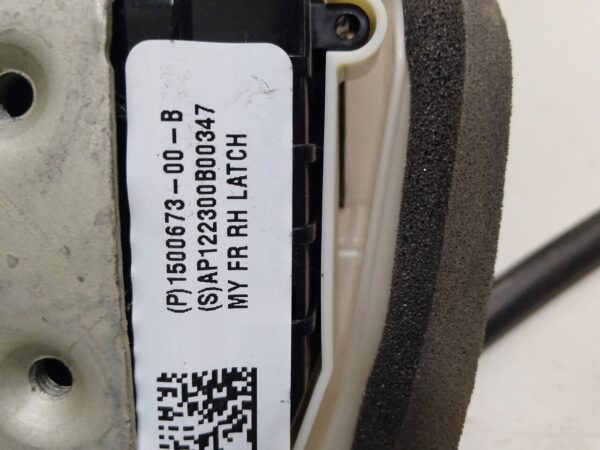 (P)1500673-00-B
(S)AP122300B00347
MY FR RH LATCH